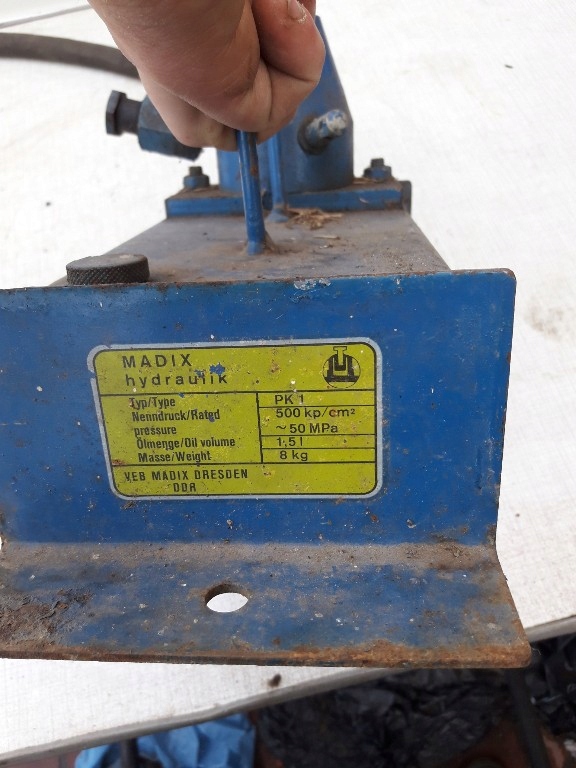 MADIX
hydraulik
Typ/Type PK 1
Nenndruck/Rated 500 kp/cm²
pressure ~50 MPa
Ölmenge/Oil volume 1,5 l
Masse/Weight 8 kg
VEB MADIX DRESDEN
DDR